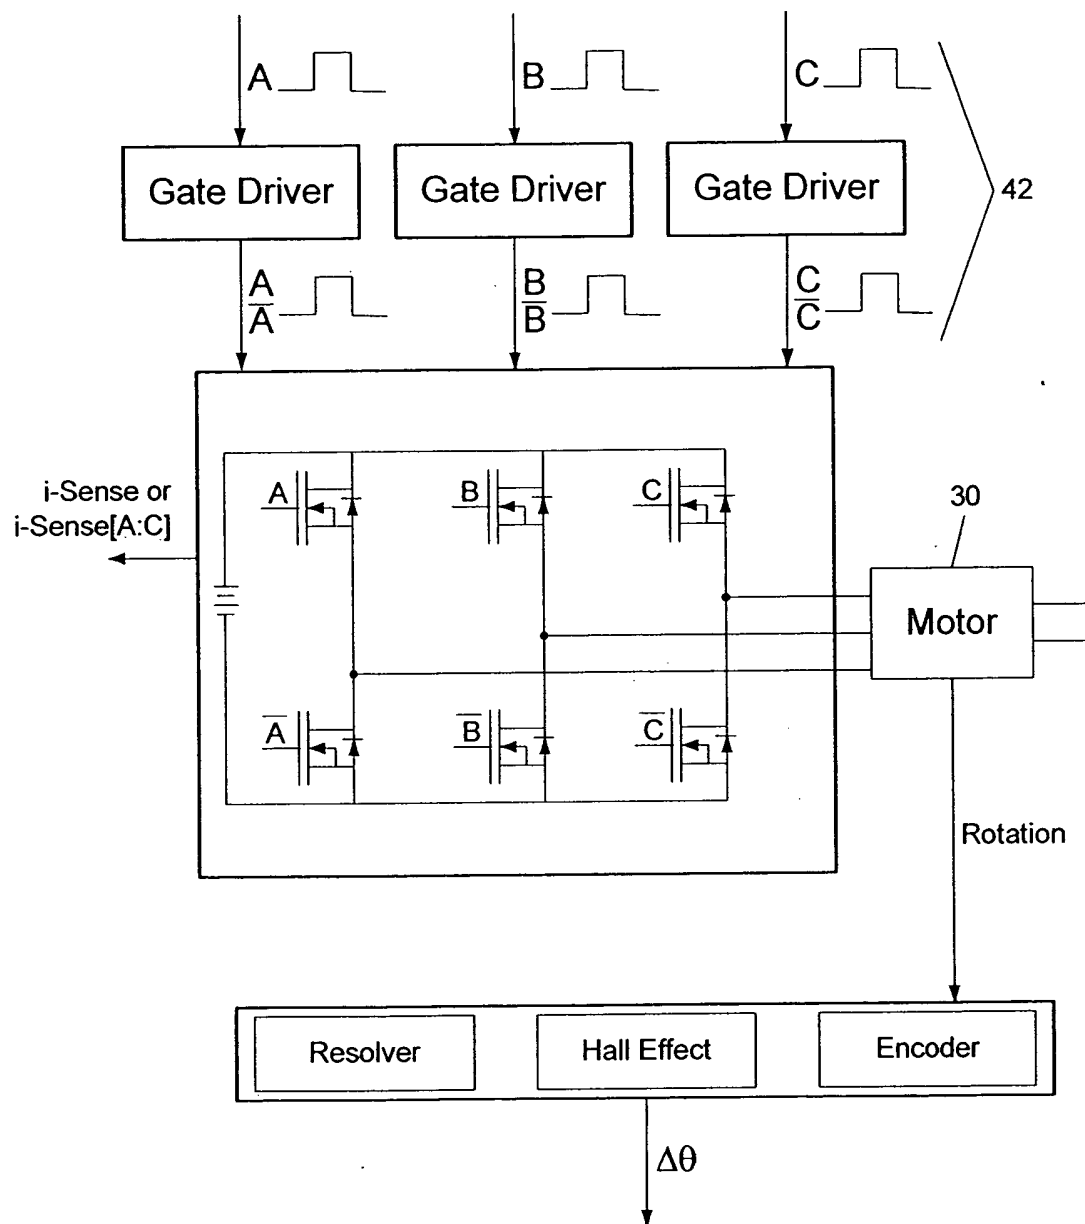 A
B
C
Gate Driver
Gate Driver
Gate Driver
42
A
A̅
B
B̅
C
C̅
i-Sense or
i-Sense[A:C]
A
B
C
30
Motor
A̅
B̅
C̅
Rotation
Resolver
Hall Effect
Encoder
Δθ